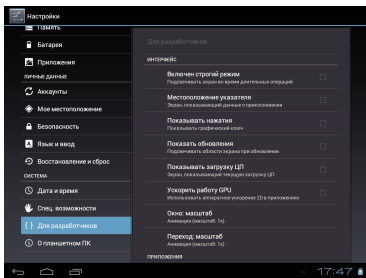 Настройки
Память
Батарея
Приложения
ЛИЧНЫЕ ДАННЫЕ
Аккаунты
Мое местоположение
Безопасность
Язык и ввод
Восстановление и сброс
СИСТЕМА
Дата и время
Спец. возможности
Для разработчиков
О планшетном ПК
Для разработчиков
ИНТЕРФЕЙС
Включен строгий режим
Подсвечивать экран во время длительных операций
Местоположение указателя
Экран, показывающий данные о прикосновении
Показывать нажатия
Показывать графический ключ
Показать обновления
Подсвечивать области экрана при обновлении
Показывать загрузку ЦП
Экран, показывающий текущую загрузку ЦП
Ускорить работу GPU
Использовать аппаратное ускорение 2D в приложениях
Окно: масштаб
Анимация (масштаб: 1x)
Переход: масштаб
Анимация (масштаб: 1x)
ПРИЛОЖЕНИЯ
17:47